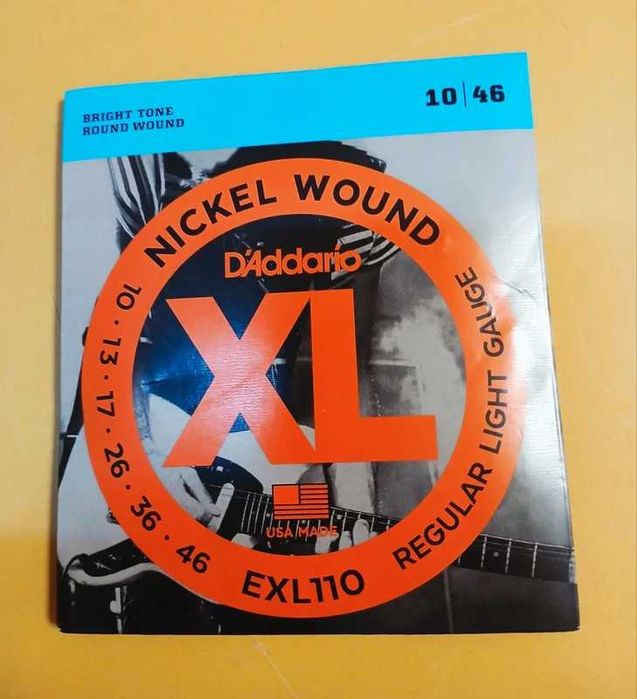 BRIGHT TONE
ROUND WOUND
10|46
NICKEL WOUND
D'Addario
XL
10 · 13 · 17 · 26 · 36 · 46
REGULAR LIGHT GAUGE
USA MADE
EXL110